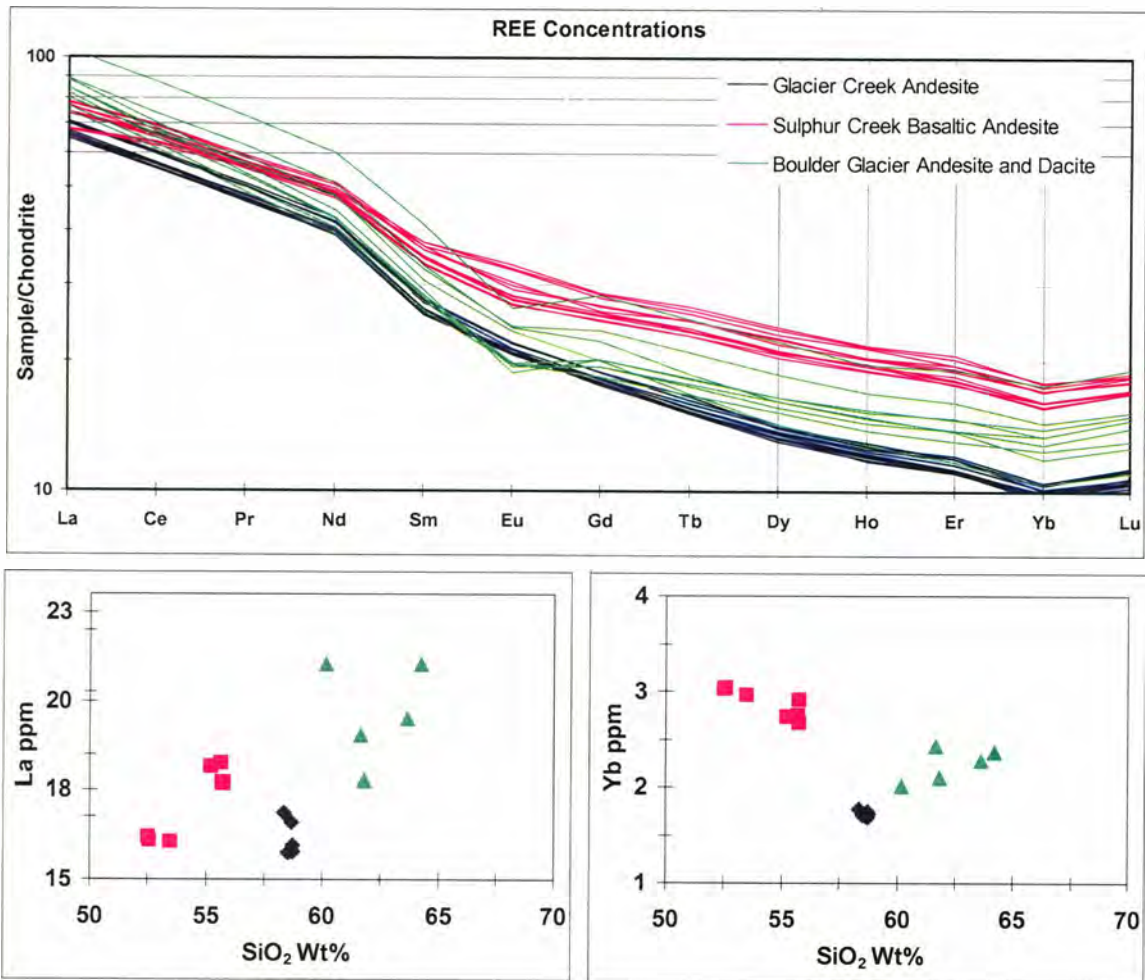 REE Concentrations
100
Glacier Creek Andesite
Sulphur Creek Basaltic Andesite
Boulder Glacier Andesite and Dacite
Sample/Chondrite
10
La Ce Pr Nd Sm Eu Gd Tb Dy Ho Er Yb Lu
23
20
18
15
La ppm
50 55 60 65 70
SiO₂ Wt%
4
3
2
1
Yb ppm
50 55 60 65 70
SiO₂ Wt%